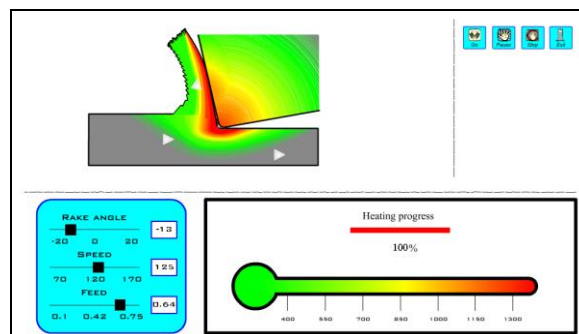 On Pause Stop Exit
Rake angle
-13
-20 0 20
Speed
125
70 120 170
Feed
0.64
0.1 0.42 0.75
Heating progress
100%
400 550 700 850 1000 1150 1300